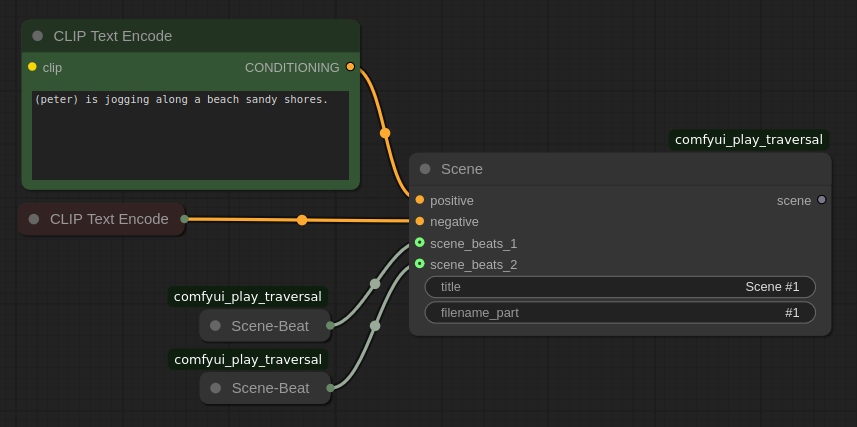 CLIP Text Encode
clip
CONDITIONING
(peter) is jogging along a beach sandy shores.
comfyui_play_traversal
Scene
positive
scene
negative
scene_beats_1
scene_beats_2
title
Scene #1
filename_part
#1
CLIP Text Encode
comfyui_play_traversal
Scene-Beat
comfyui_play_traversal
Scene-Beat